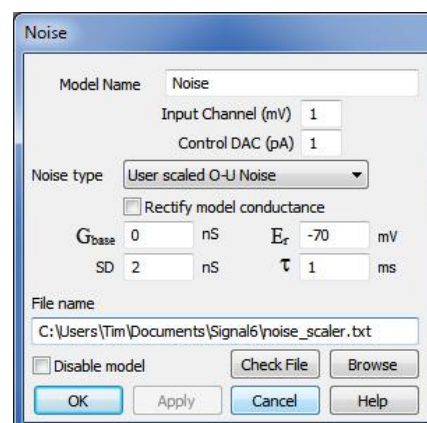 Noise
Model Name Noise
Input Channel (mV) 1
Control DAC (pA) 1
Noise type User scaled O-U Noise
Rectify model conductance
Gbase 0 nS Er -70 mV
SD 2 nS τ 1 ms
File name
C:\Users\Tim\Documents\Signal6\noise_scaler.txt
Disable model Check File Browse
OK Apply Cancel Help